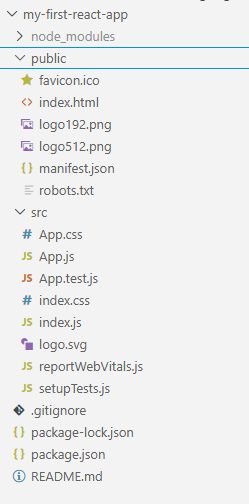 my-first-react-app
node_modules
public
favicon.ico
index.html
logo192.png
logo512.png
manifest.json
robots.txt
src
App.css
App.js
App.test.js
index.css
index.js
logo.svg
reportWebVitals.js
setupTests.js
.gitignore
package-lock.json
package.json
README.md